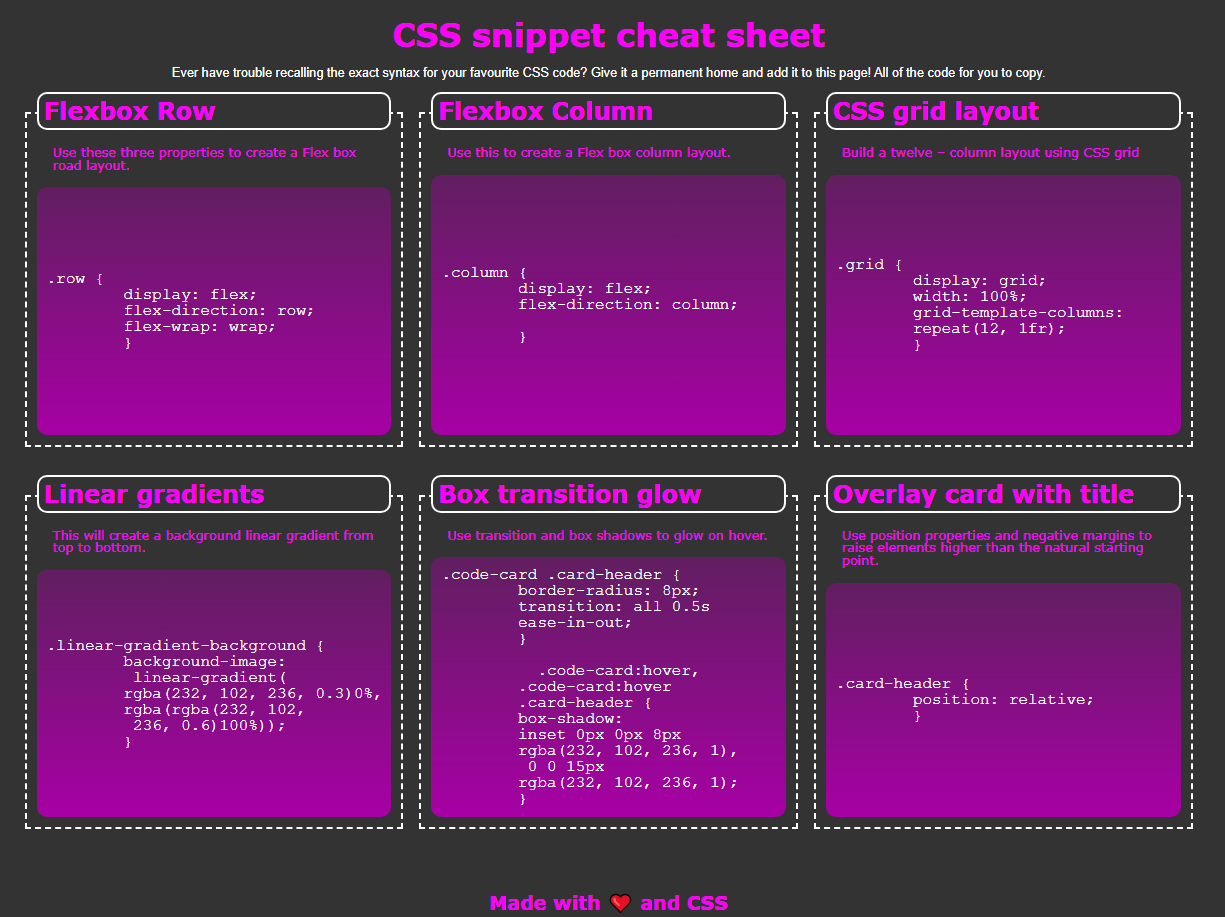 CSS snippet cheat sheet
Ever have trouble recalling the exact syntax for your favourite CSS code? Give it a permanent home and add it to this page! All of the code for you to copy.
Flexbox Row
Use these three properties to create a Flex box
road layout.
.row {
display: flex;
flex-direction: row;
flex-wrap: wrap;
}
Flexbox Column
Use this to create a Flex box column layout.
.column {
display: flex;
flex-direction: column;
}
CSS grid layout
Build a twelve – column layout using CSS grid
.grid {
display: grid;
width: 100%;
grid-template-columns:
repeat(12, 1fr);
}
Linear gradients
This will create a background linear gradient from
top to bottom.
.linear-gradient-background {
background-image:
linear-gradient(
rgba(232, 102, 236, 0.3)0%,
rgba(rgba(232, 102,
236, 0.6)100%));
}
Box transition glow
Use transition and box shadows to glow on hover.
.code-card .card-header {
border-radius: 8px;
transition: all 0.5s
ease-in-out;
}
.code-card:hover,
.code-card:hover
.card-header {
box-shadow:
inset 0px 0px 8px
rgba(232, 102, 236, 1),
0 0 15px
rgba(232, 102, 236, 1);
}
Overlay card with title
Use position properties and negative margins to
raise elements higher than the natural starting
point.
.card-header {
position: relative;
}
Made with ❤️ and CSS